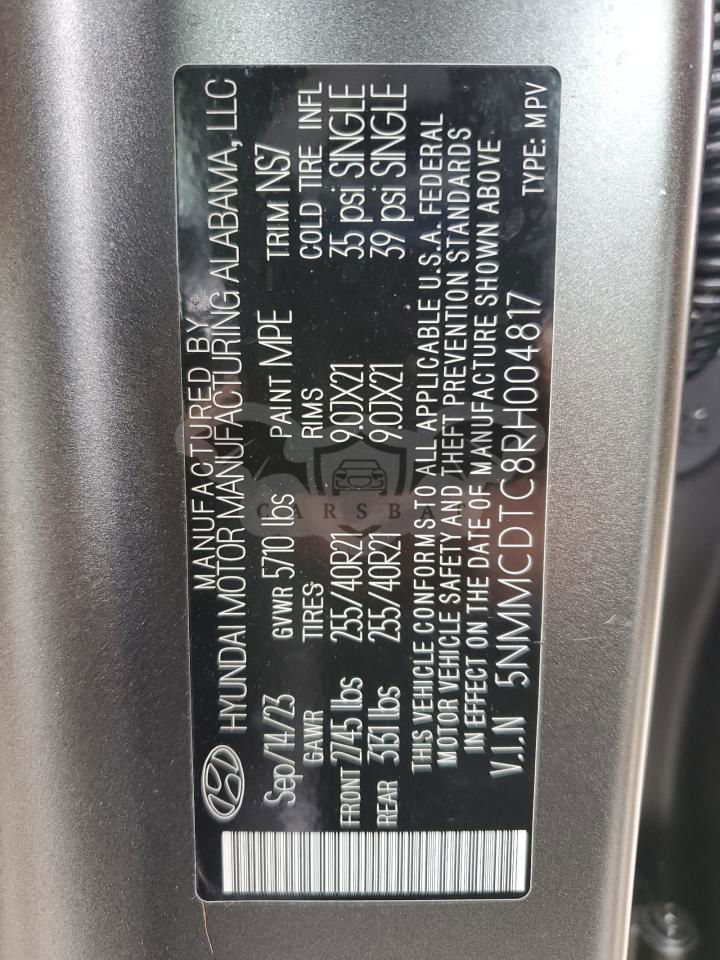 MANUFACTURED BY
HYUNDAI MOTOR MANUFACTURING ALABAMA, LLC
Sep/14/23 GVWR 5710 lbs PAINT MPE TRIM NS7
GAWR TIRES RIMS COLD TIRE INFL
FRONT 2745 lbs 255/40R21 9.0JX21 35 psi SINGLE
REAR 3131 lbs 255/40R21 9.0JX21 39 psi SINGLE
THIS VEHICLE CONFORMS TO ALL APPLICABLE U.S.A. FEDERAL
MOTOR VEHICLE SAFETY AND THEFT PREVENTION STANDARDS
IN EFFECT ON THE DATE OF MANUFACTURE SHOWN ABOVE
V.I.N 5NMMCDTC8RH004817 TYPE: MPV